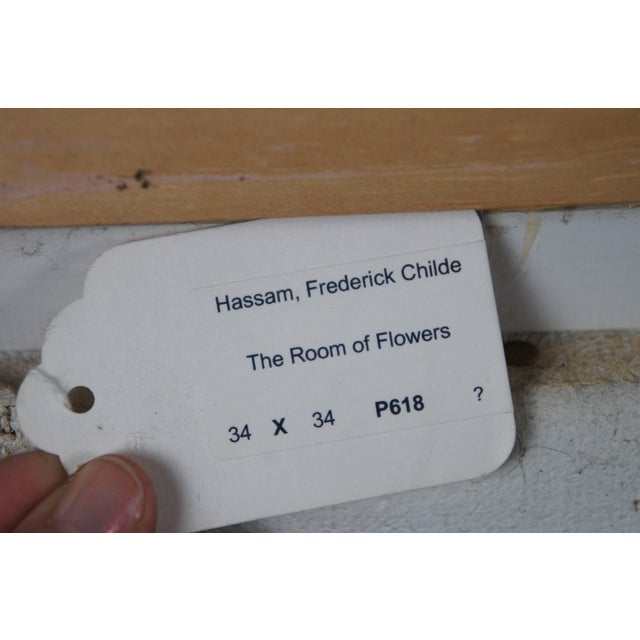 Hassam, Frederick Childe
The Room of Flowers
34 X 34 P618 ?